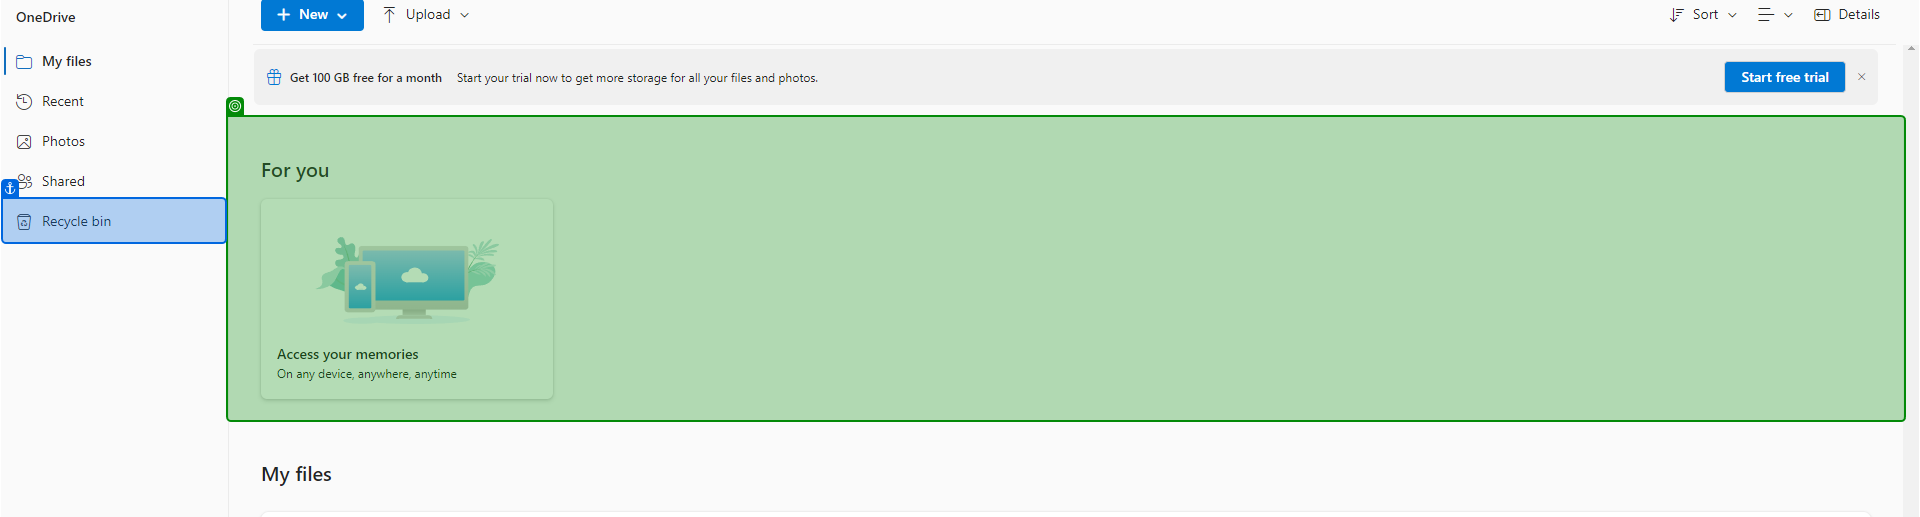 OneDrive
My files
Recent
Photos
Shared
Recycle bin
New
Upload
Sort
Details
Get 100 GB free for a month Start your trial now to get more storage for all your files and photos.
Start free trial
For you
Access your memories
On any device, anywhere, anytime
My files